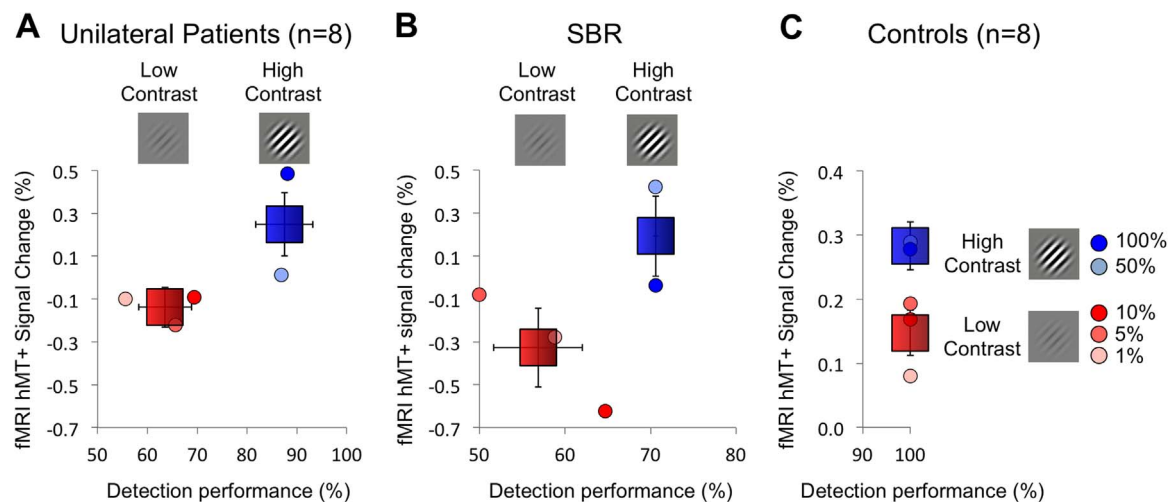 A Unilateral Patients (n=8)
Low
Contrast
High
Contrast
fMRI hMT+ Signal Change (%)
0.5
0.3
0.1
-0.1
-0.3
-0.5
-0.7
50 60 70 80 90 100
Detection performance (%)
B SBR
Low
Contrast
High
Contrast
fMRI hMT+ signal change (%)
0.5
0.3
0.1
-0.1
-0.3
-0.5
-0.7
50 60 70 80
Detection performance (%)
C Controls (n=8)
fMRI hMT+ Signal Change (%)
0.4
0.3
0.2
0.1
0.0
90 100
Detection performance (%)
High
Contrast
100%
50%
Low
Contrast
10%
5%
1%